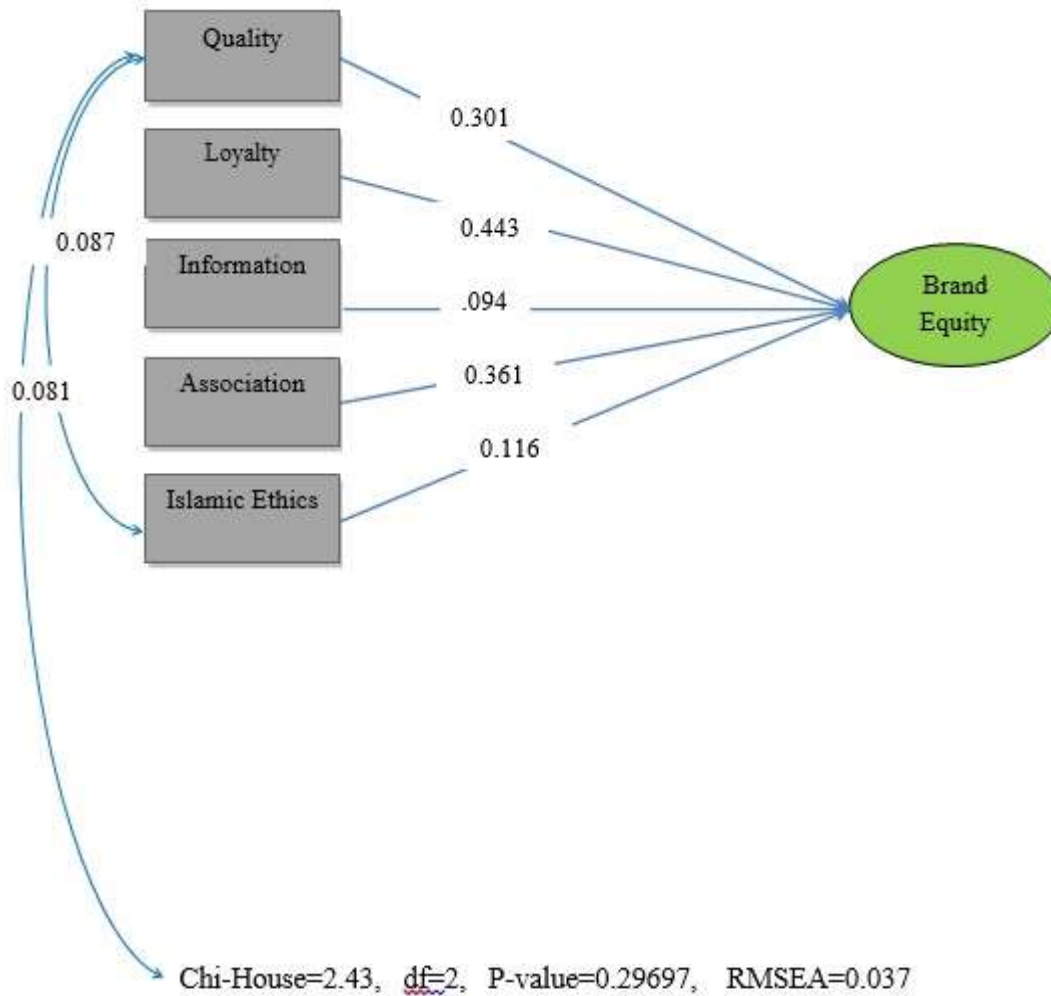 Quality
0.301
Loyalty
0.443
0.087
Information
.094
Brand
Equity
Association
0.361
0.081
0.116
Islamic Ethics
Chi-House=2.43, df=2, P-value=0.29697, RMSEA=0.037